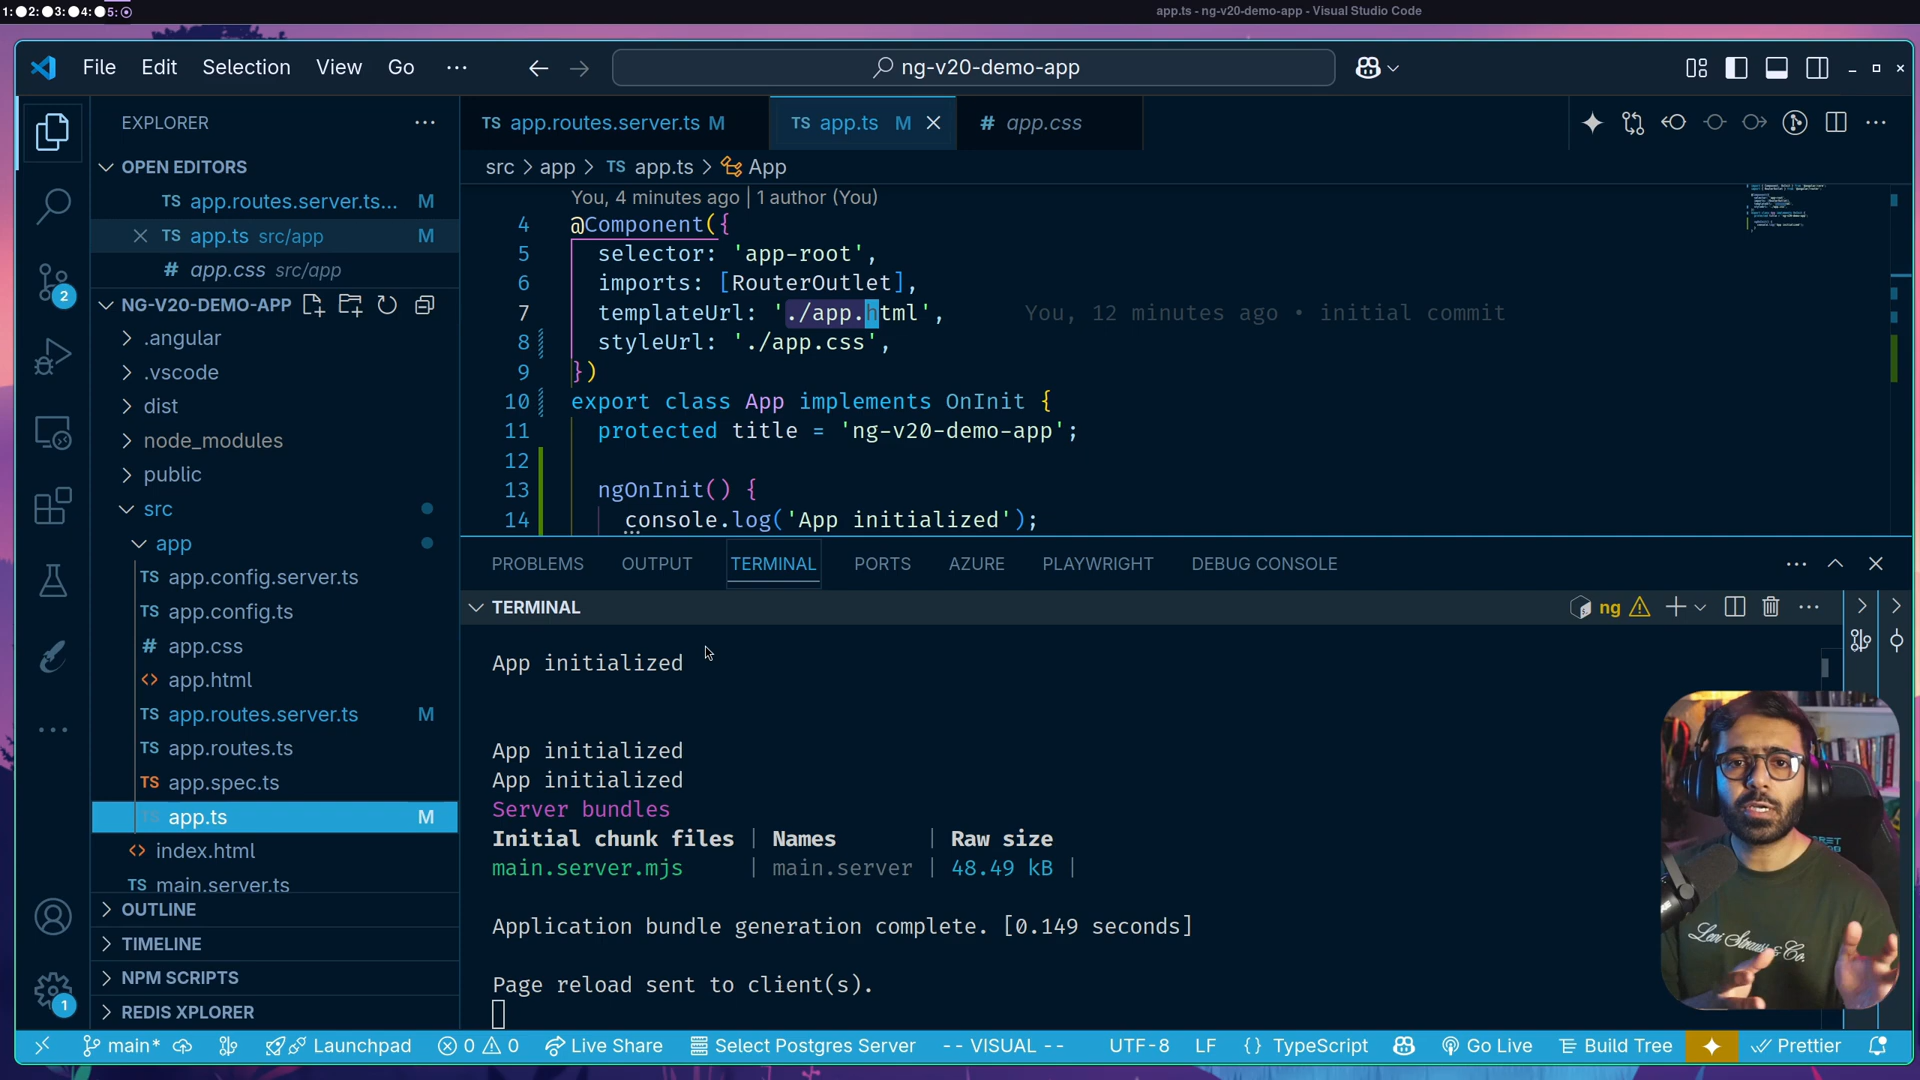 1: 2: 3: 4: 5:
app.ts - ng-v20-demo-app - Visual Studio Code
File Edit Selection View Go ···
ng-v20-demo-app
EXPLORER
OPEN EDITORS
TS app.routes.server.ts... M
TS app.ts src/app M
# app.css src/app
NG-V20-DEMO-APP
.angular
.vscode
dist
node_modules
public
src
app
TS app.config.server.ts
TS app.config.ts
# app.css
<> app.html
TS app.routes.server.ts M
TS app.routes.ts
TS app.spec.ts
TS app.ts M
<> index.html
TS main.server.ts
OUTLINE
TIMELINE
NPM SCRIPTS
REDIS XPLORER
2
1
TS app.routes.server.ts M
TS app.ts M
# app.css
src > app > TS app.ts > App
You, 4 minutes ago | 1 author (You)
4 @Component({
5 selector: 'app-root',
6 imports: [RouterOutlet],
7 templateUrl: './app.html', You, 12 minutes ago • initial commit
8 styleUrl: './app.css',
9 })
10 export class App implements OnInit {
11 protected title = 'ng-v20-demo-app';
12
13 ngOnInit() {
14 console.log('App initialized');
PROBLEMS OUTPUT TERMINAL PORTS AZURE PLAYWRIGHT DEBUG CONSOLE
TERMINAL
ng
App initialized
App initialized
App initialized
Server bundles
Initial chunk files | Names | Raw size
main.server.mjs | main.server | 48.49 kB |
Application bundle generation complete. [0.149 seconds]
Page reload sent to client(s).
Levi Strauss & Co.
main* Launchpad 0 0 Live Share Select Postgres Server -- VISUAL -- UTF-8 LF {} TypeScript Go Live Build Tree Prettier